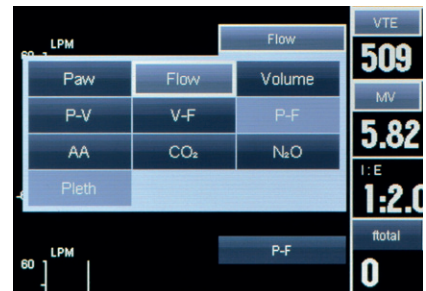 VTE
LPM
Flow
60
509
Paw Flow Volume
MV
P-V V-F P-F
5.82
AA CO₂ N₂O
I:E
Pleth
1:2.0
ftotal
LPM
P-F
60
0